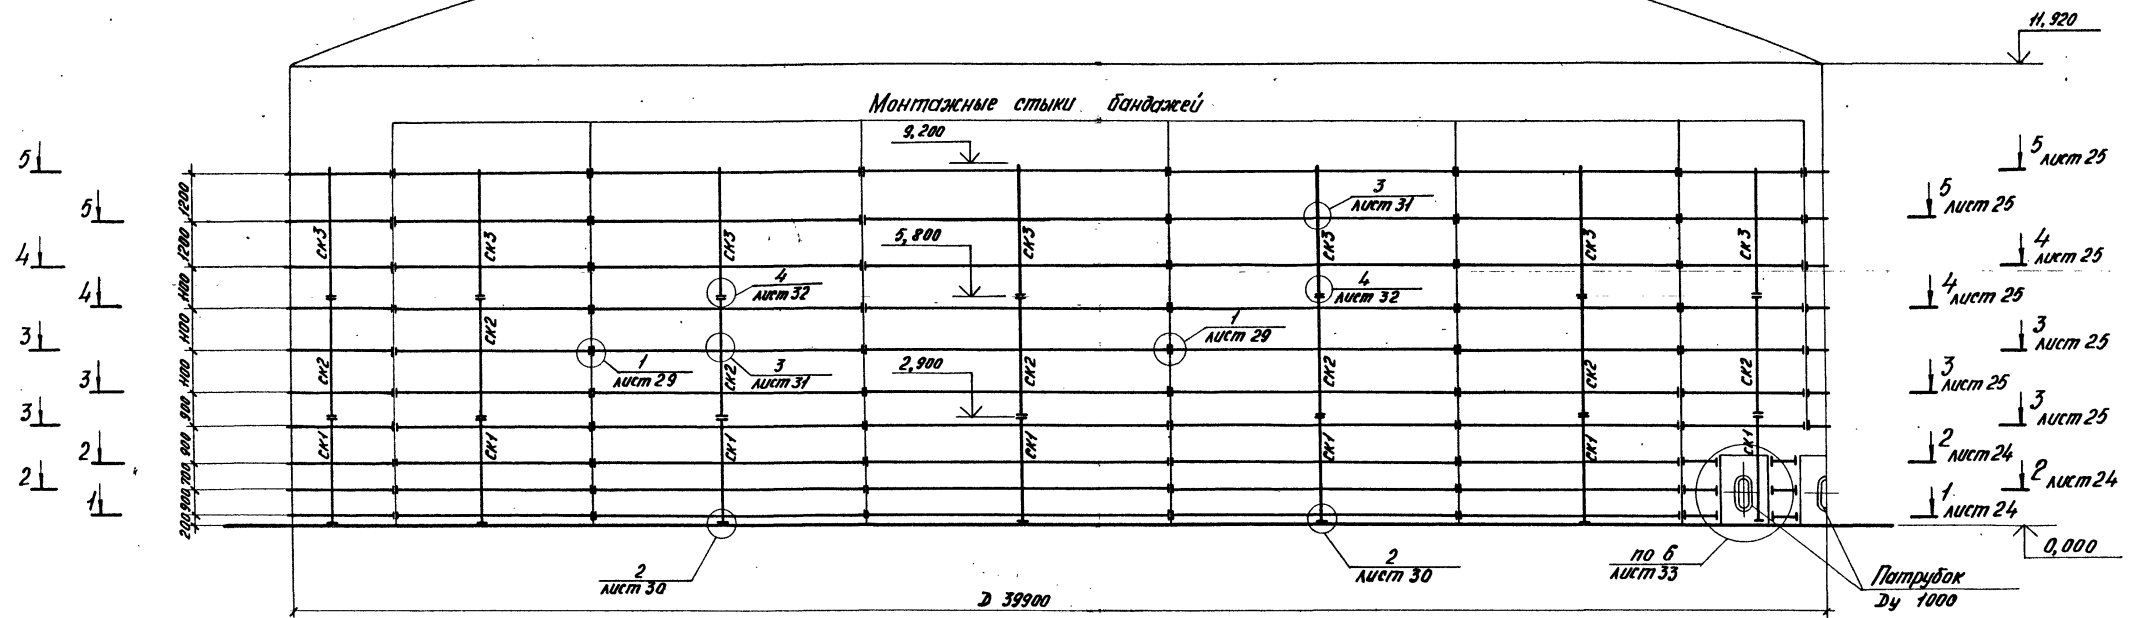 11,920
Монтажные стыки бандажей
9,200
5
5
4
4
3
3
3
2
2
1
1200
1200
1100
1100
1100
900
900
700
900
200
СК3
СК3
СК3
СК3
СК3
СК3
СК3
5,800
2,900
3
лист 31
4
лист 32
4
лист 32
1
лист 29
1
лист 29
3
лист 31
СК2
СК2
СК2
СК2
СК2
СК2
СК2
СК1
СК1
СК1
СК1
СК1
СК1
СК1
5
лист 25
5
лист 25
4
лист 25
4
лист 25
3
лист 25
3
лист 25
3
лист 25
2
лист 24
2
лист 24
1
лист 24
0,000
2
лист 30
2
лист 30
по 6
лист 33
Патрубок
Ду 1000
D 39900